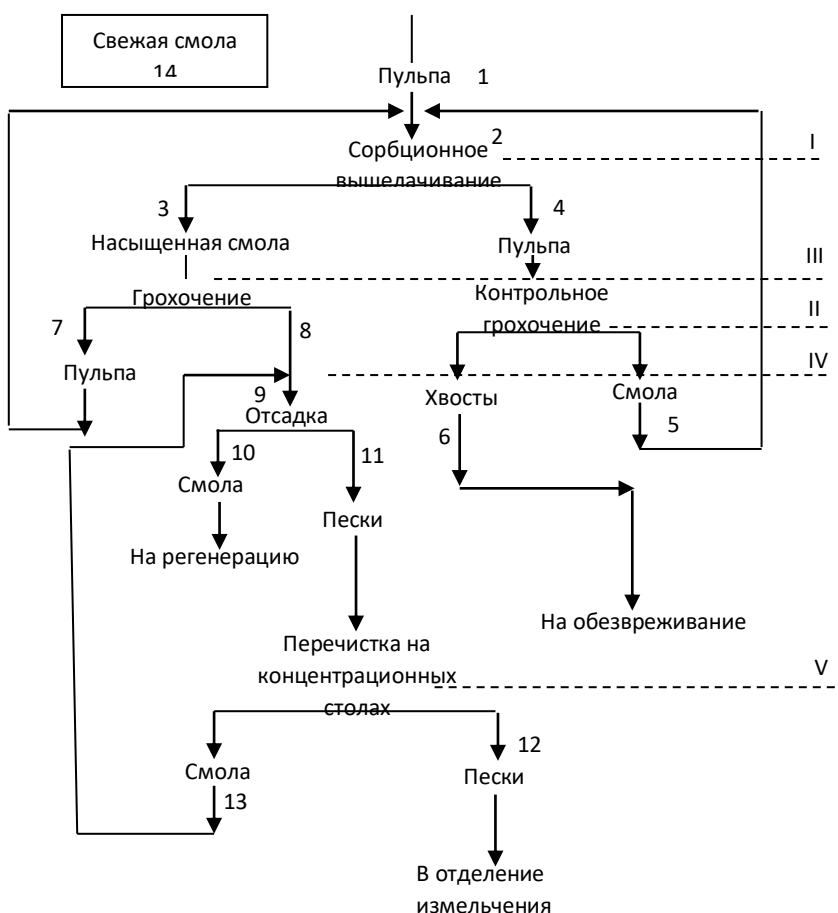 Свежая смола
14
Пульпа 1
2
Сорбционное
I
вышелачивание
3
4
Насыщенная смола
Пульпа
III
Грохочение
Контрольное
II
грохочение
7
8
IV
Пульпа
9
Хвосты
Смола
Отсадка
5
6
10
11
Смола
Пески
На регенерацию
На обезвреживание
Перечистка на
концентрационных
V
столах
12
Смола
Пески
13
В отделение
измельчения